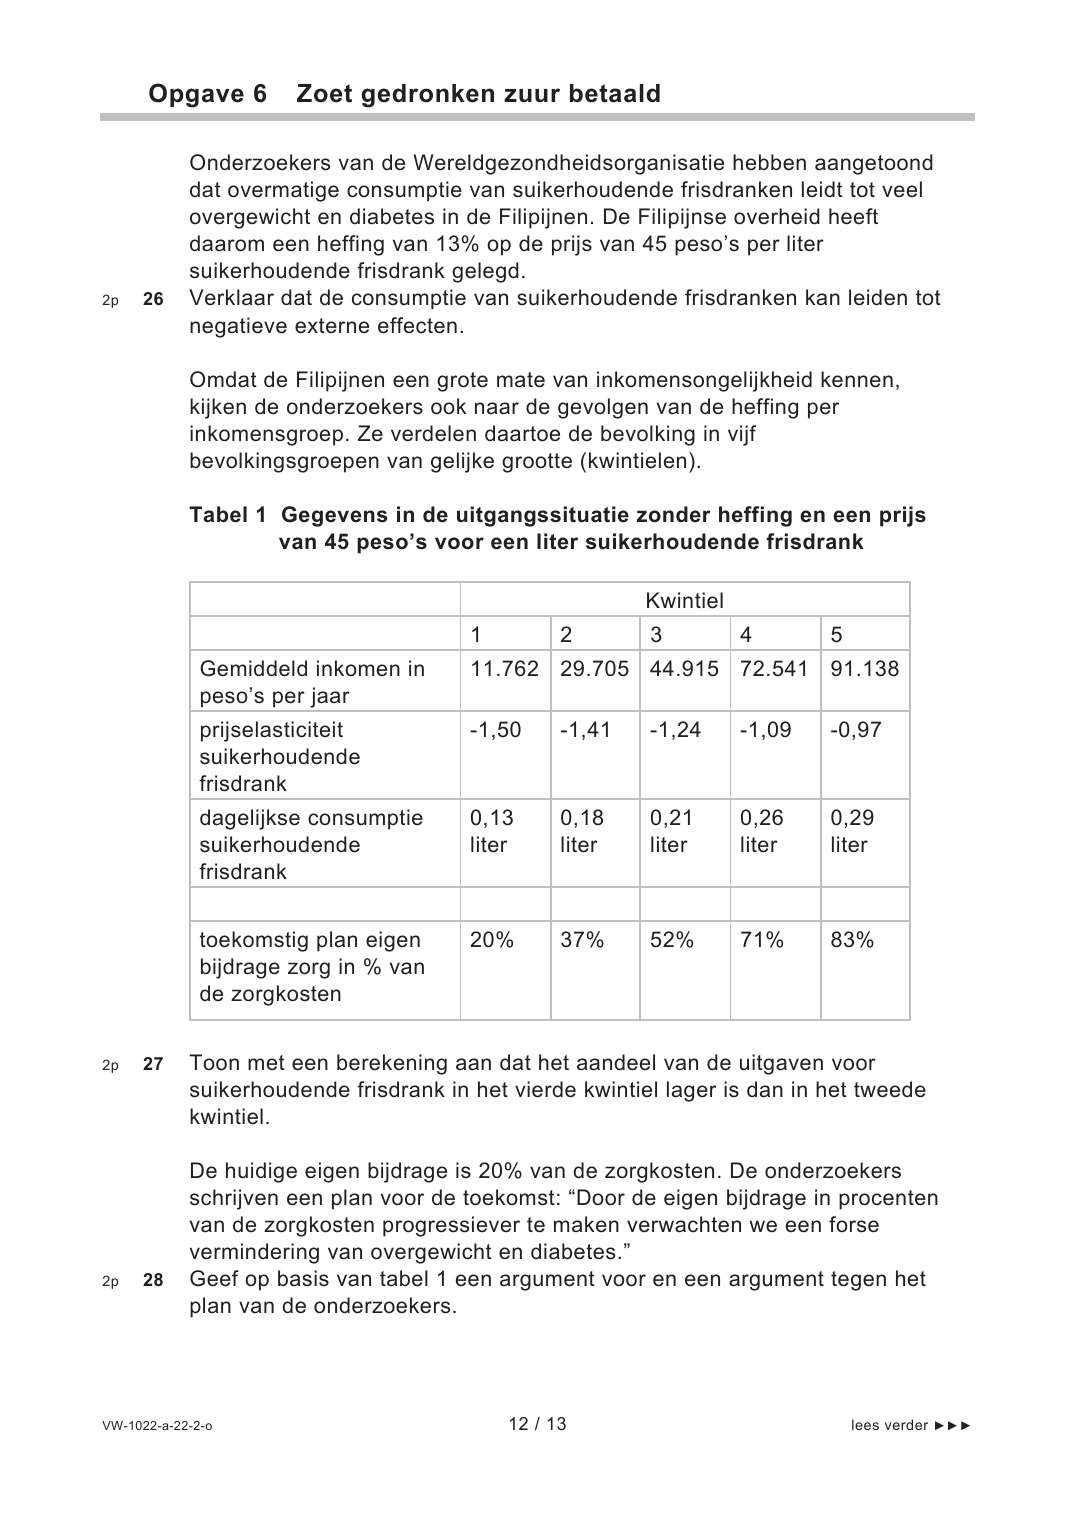 Opgave 6 Zoet gedronken zuur betaald
Onderzoekers van de Wereldgezondheidsorganisatie hebben aangetoond
dat overmatige consumptie van suikerhoudende frisdranken leidt tot veel
overgewicht en diabetes in de Filipijnen. De Filipijnse overheid heeft
daarom een heffing van 13% op de prijs van 45 peso’s per liter
suikerhoudende frisdrank gelegd.
2p 26 Verklaar dat de consumptie van suikerhoudende frisdranken kan leiden tot
negatieve externe effecten.
Omdat de Filipijnen een grote mate van inkomensongelijkheid kennen,
kijken de onderzoekers ook naar de gevolgen van de heffing per
inkomensgroep. Ze verdelen daartoe de bevolking in vijf
bevolkingsgroepen van gelijke grootte (kwintielen).
Tabel 1 Gegevens in de uitgangssituatie zonder heffing en een prijs
van 45 peso’s voor een liter suikerhoudende frisdrank
Kwintiel
1 2 3 4 5
Gemiddeld inkomen in 11.762 29.705 44.915 72.541 91.138
peso’s per jaar
prijselasticiteit -1,50 -1,41 -1,24 -1,09 -0,97
suikerhoudende
frisdrank
dagelijkse consumptie 0,13 0,18 0,21 0,26 0,29
suikerhoudende liter liter liter liter liter
frisdrank
toekomstig plan eigen 20% 37% 52% 71% 83%
bijdrage zorg in % van
de zorgkosten
2p 27 Toon met een berekening aan dat het aandeel van de uitgaven voor
suikerhoudende frisdrank in het vierde kwintiel lager is dan in het tweede
kwintiel.
De huidige eigen bijdrage is 20% van de zorgkosten. De onderzoekers
schrijven een plan voor de toekomst: “Door de eigen bijdrage in procenten
van de zorgkosten progressiever te maken verwachten we een forse
vermindering van overgewicht en diabetes.”
2p 28 Geef op basis van tabel 1 een argument voor en een argument tegen het
plan van de onderzoekers.
VW-1022-a-22-2-o 12 / 13 lees verder ►►►